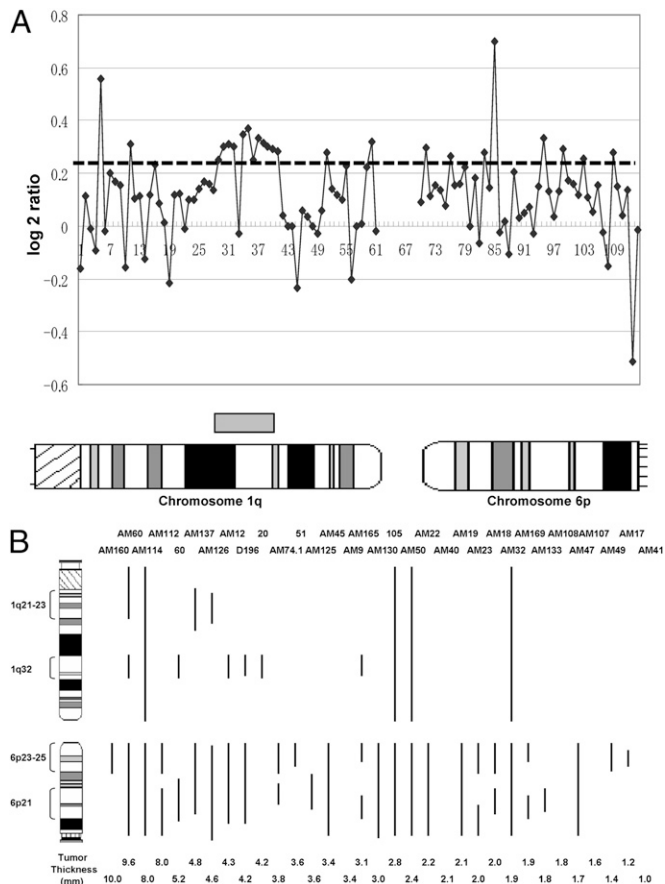 A
0.8
0.6
0.4
0.2
0
-0.2
-0.4
-0.6
log 2 ratio
1 7 13 19 25 31 37 43 49 55 61 67 73 79 85 91 97 103 109
Chromosome 1q Chromosome 6p
B
AM60 AM112 AM137 AM12 20 51 AM45 AM165 105 AM22 AM19 AM18 AM169 AM108 AM107 AM17
AM160 AM114 60 AM126 D196 AM74.1 AM125 AM9 AM130 AM50 AM40 AM23 AM32 AM133 AM47 AM49 AM41
1q21-23
1q32
6p23-25
6p21
Tumor
Thickness
(mm)
9.6 8.0 4.8 4.3 4.2 3.6 3.4 3.1 2.8 2.2 2.1 2.0 1.9 1.8 1.6 1.2
10.0 8.0 5.2 4.6 4.2 3.8 3.6 3.4 3.0 2.4 2.1 2.0 1.9 1.8 1.7 1.4 1.0